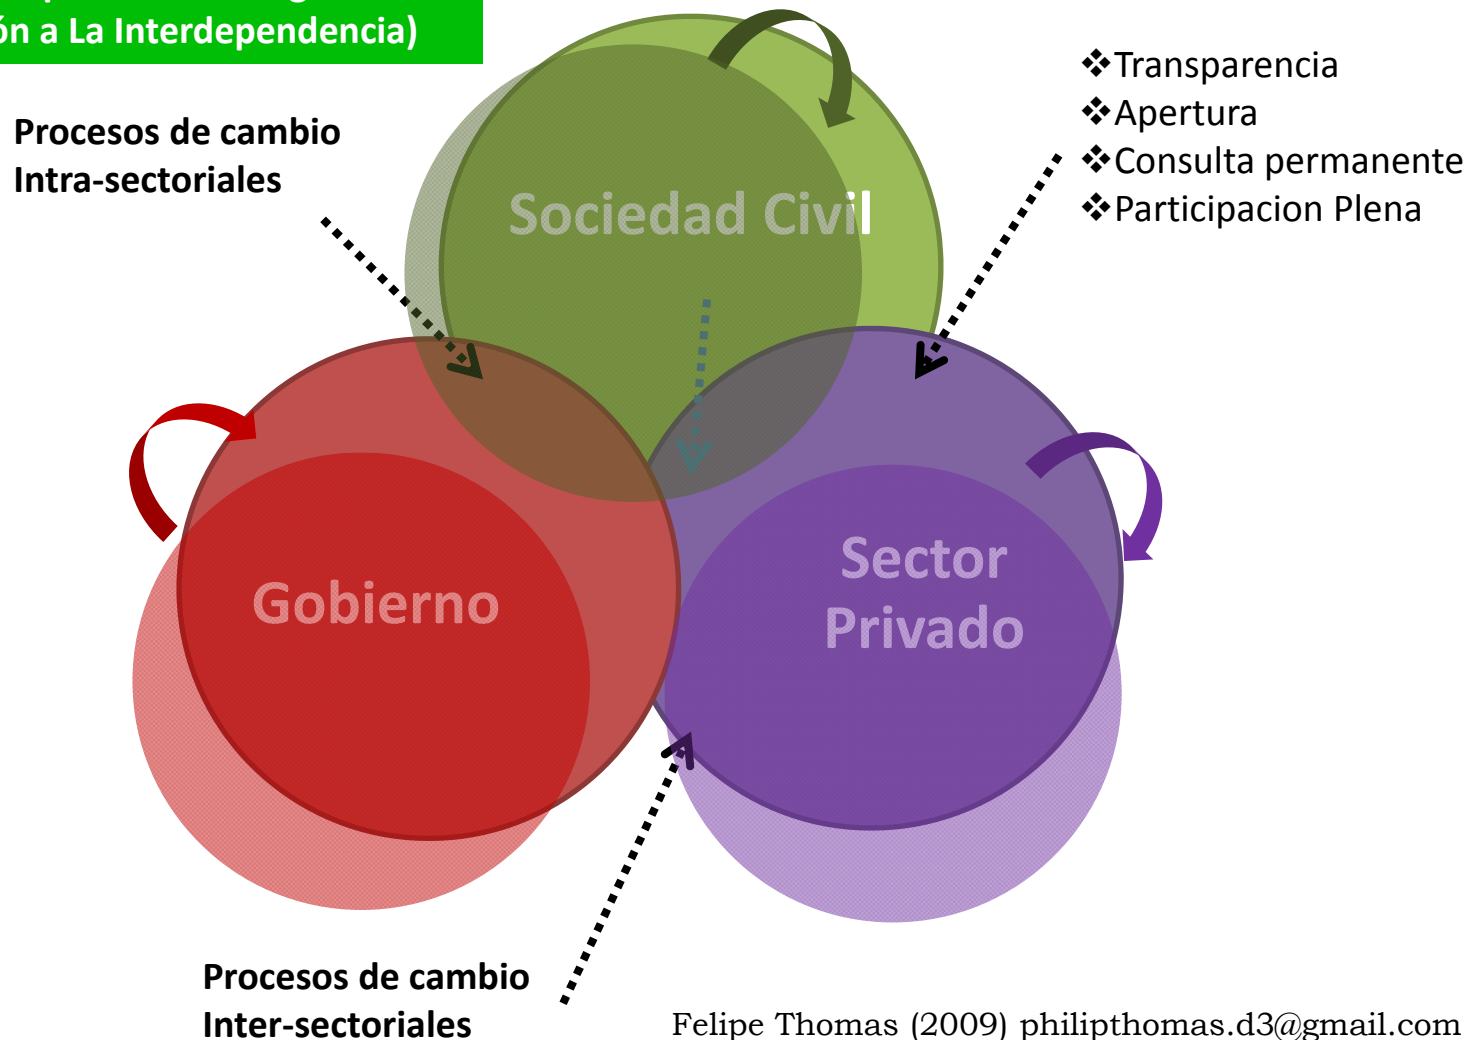 ón a La Interdependencia)
Procesos de cambio
Intra-sectoriales
❖Transparencia
❖Apertura
❖Consulta permanente
❖Participacion Plena
Sociedad Civil
Gobierno
Sector
Privado
Procesos de cambio
Inter-sectoriales
Felipe Thomas (2009) philipthomas.d3@gmail.com